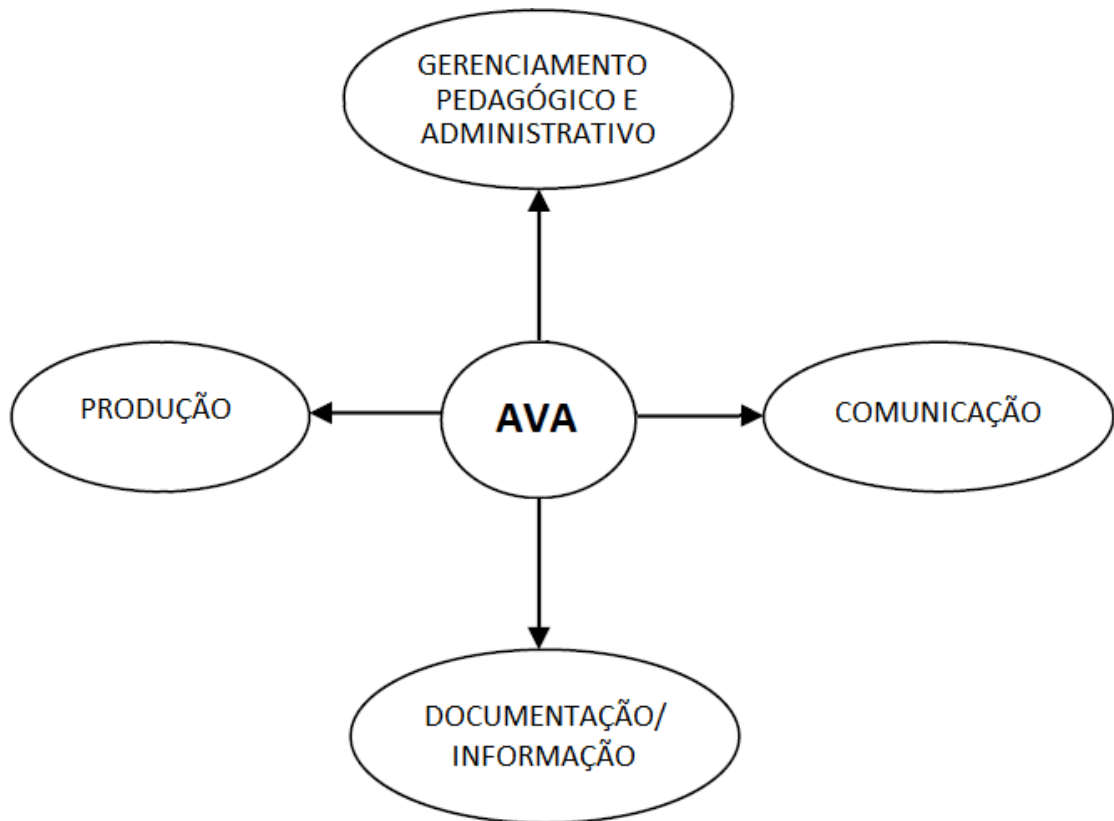 GERENCIAMENTO
PEDAGÓGICO E
ADMINISTRATIVO
PRODUÇÃO
AVA
COMUNICAÇÃO
DOCUMENTAÇÃO/
INFORMAÇÃO